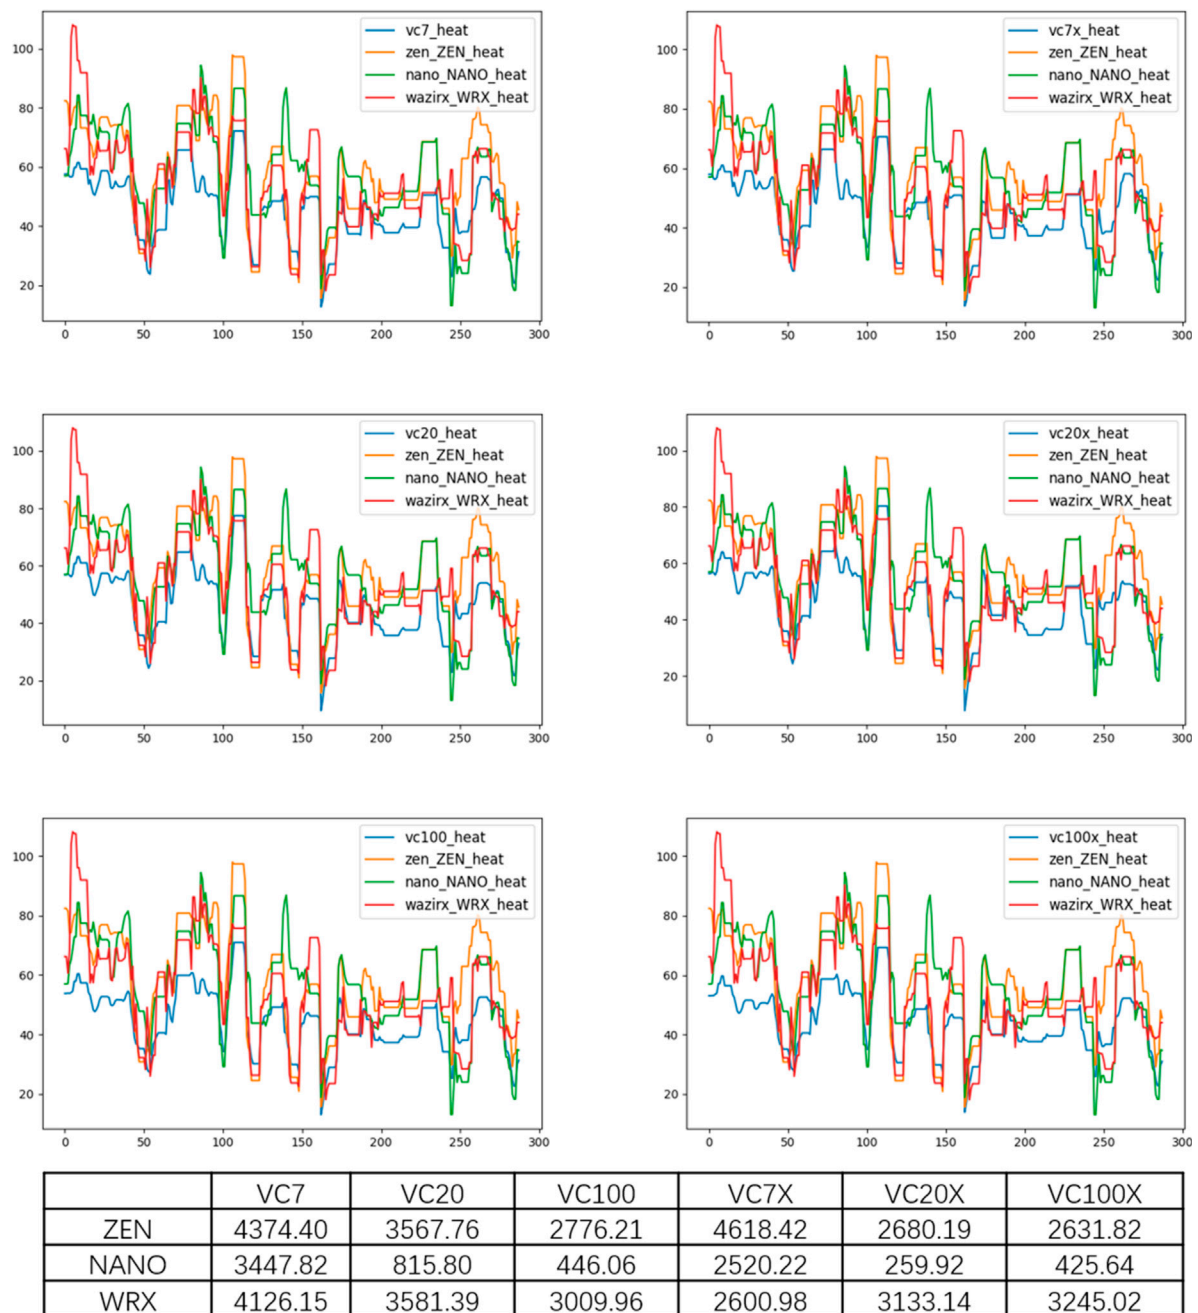 vc7_heat
zen_ZEN_heat
nano_NANO_heat
wazirx_WRX_heat
100
80
60
40
20
0 50 100 150 200 250 300
vc7x_heat
zen_ZEN_heat
nano_NANO_heat
wazirx_WRX_heat
100
80
60
40
20
0 50 100 150 200 250 300
vc20_heat
zen_ZEN_heat
nano_NANO_heat
wazirx_WRX_heat
100
80
60
40
20
0 50 100 150 200 250 300
vc20x_heat
zen_ZEN_heat
nano_NANO_heat
wazirx_WRX_heat
100
80
60
40
20
0 50 100 150 200 250 300
vc100_heat
zen_ZEN_heat
nano_NANO_heat
wazirx_WRX_heat
100
80
60
40
20
0 50 100 150 200 250 300
vc100x_heat
zen_ZEN_heat
nano_NANO_heat
wazirx_WRX_heat
100
80
60
40
20
0 50 100 150 200 250 300
VC7 VC20 VC100 VC7X VC20X VC100X
ZEN 4374.40 3567.76 2776.21 4618.42 2680.19 2631.82
NANO 3447.82 815.80 446.06 2520.22 259.92 425.64
WRX 4126.15 3581.39 3009.96 2600.98 3133.14 3245.02